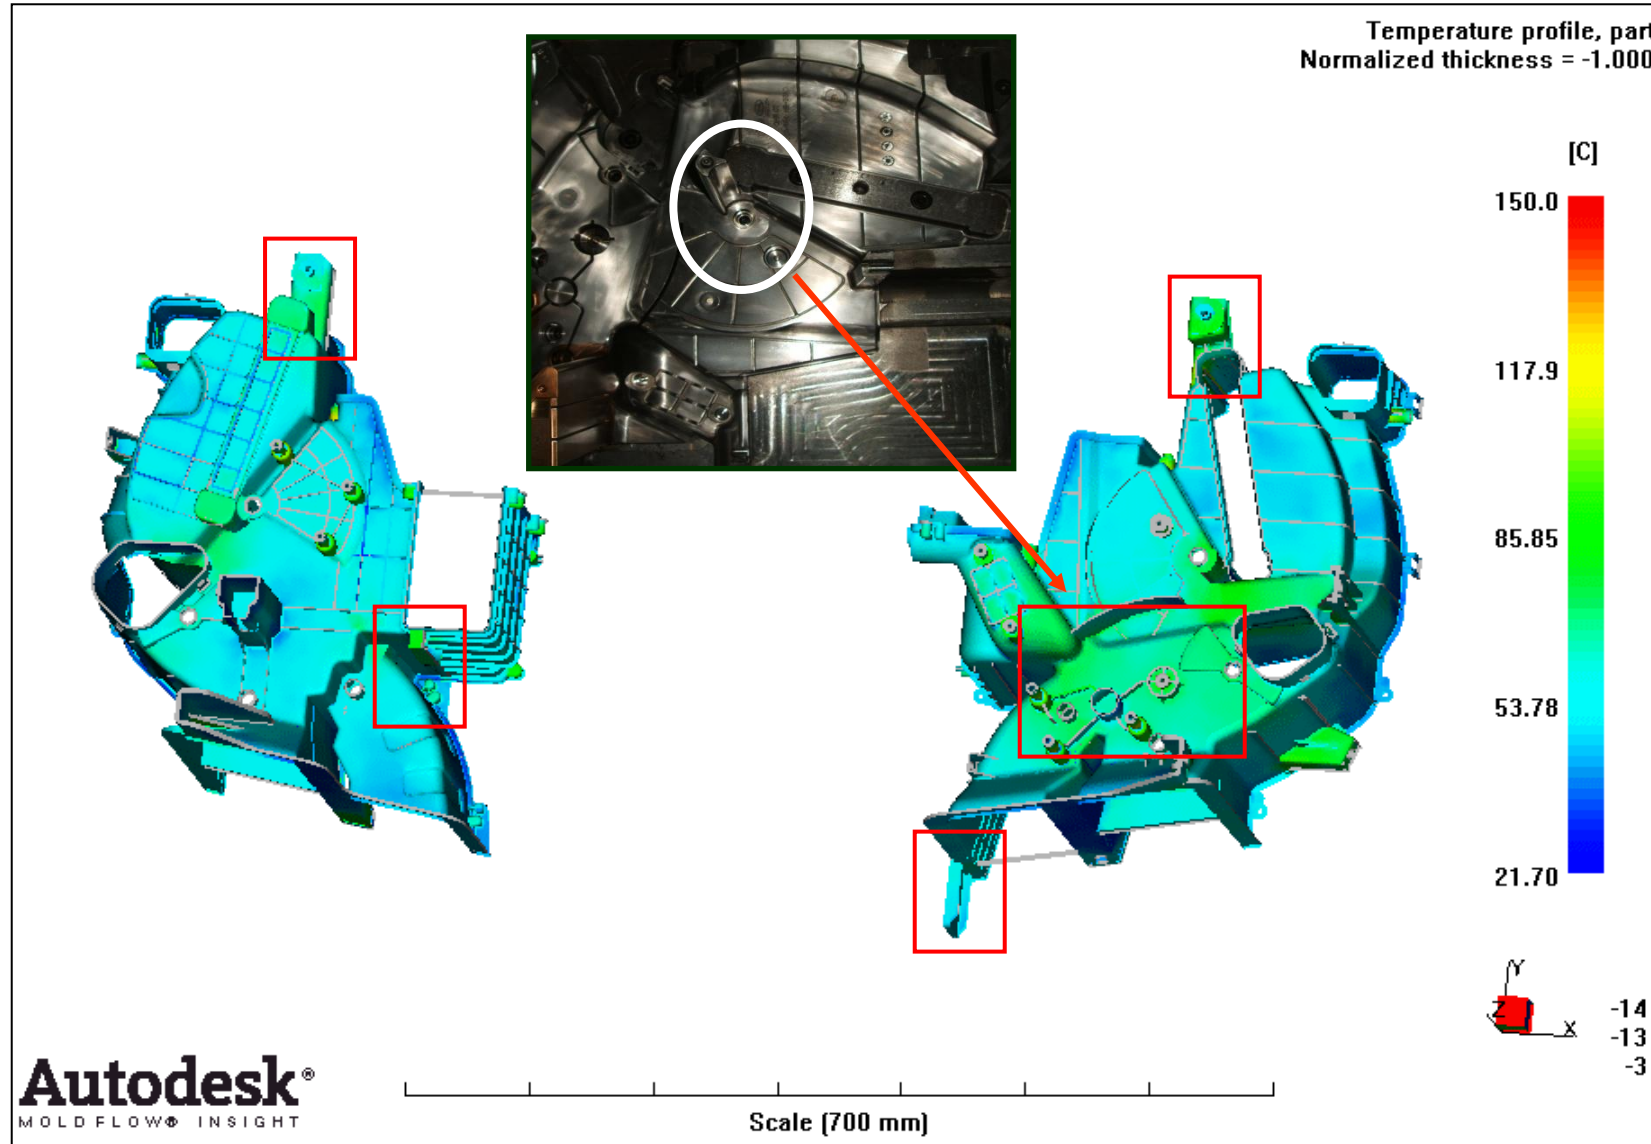 Temperature profile, part
Normalized thickness = -1.000
[C]
150.0
117.9
85.85
53.78
21.70
Y
Z
X
-14
-13
-3
Autodesk®
MOLDFLOW® INSIGHT
Scale (700 mm)